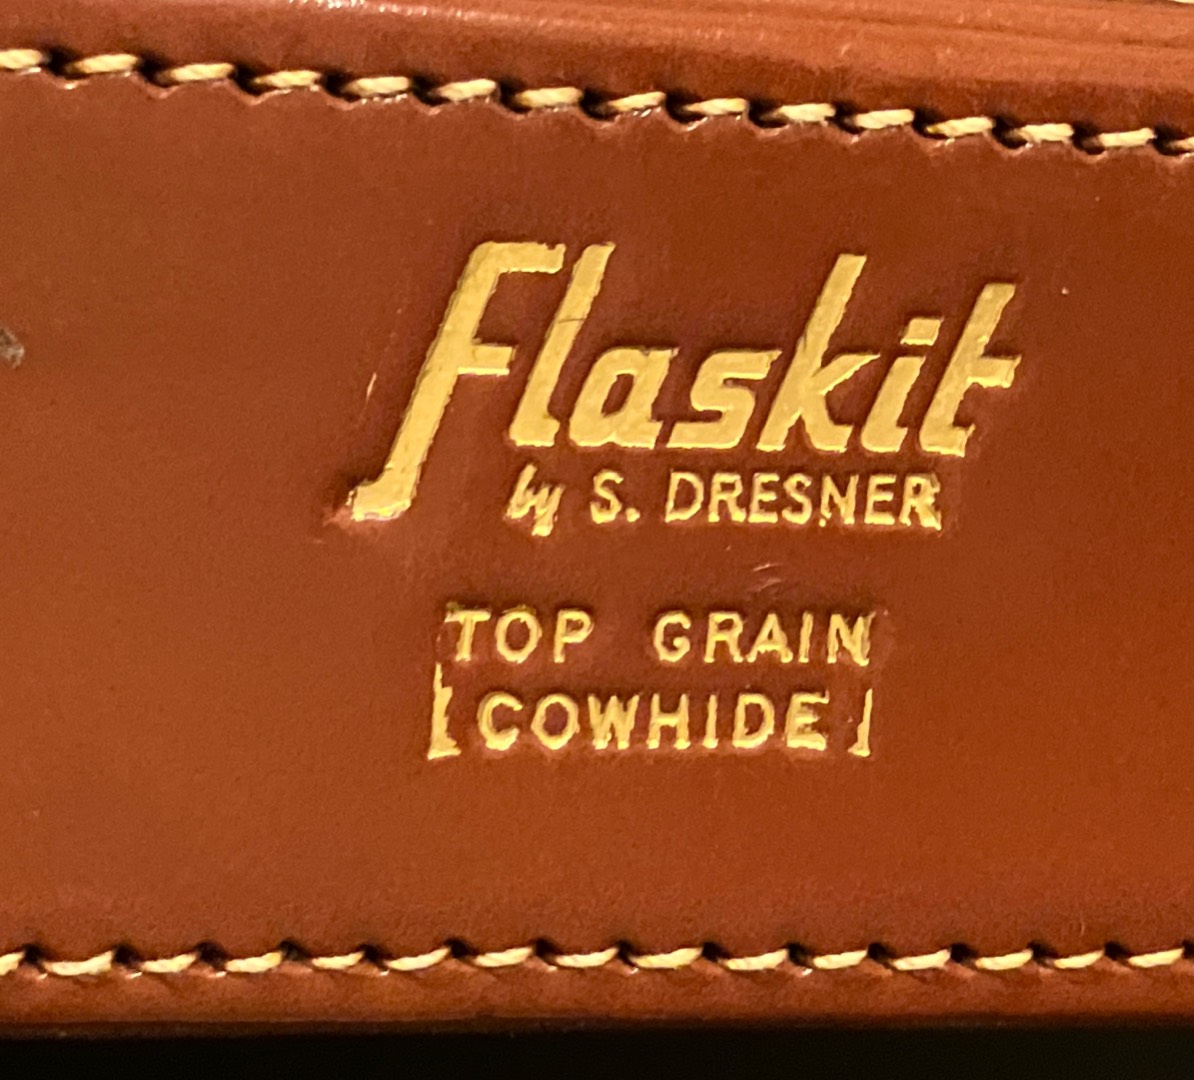 Flaskit
by S. DRESNER
TOP GRAIN
[COWHIDE]